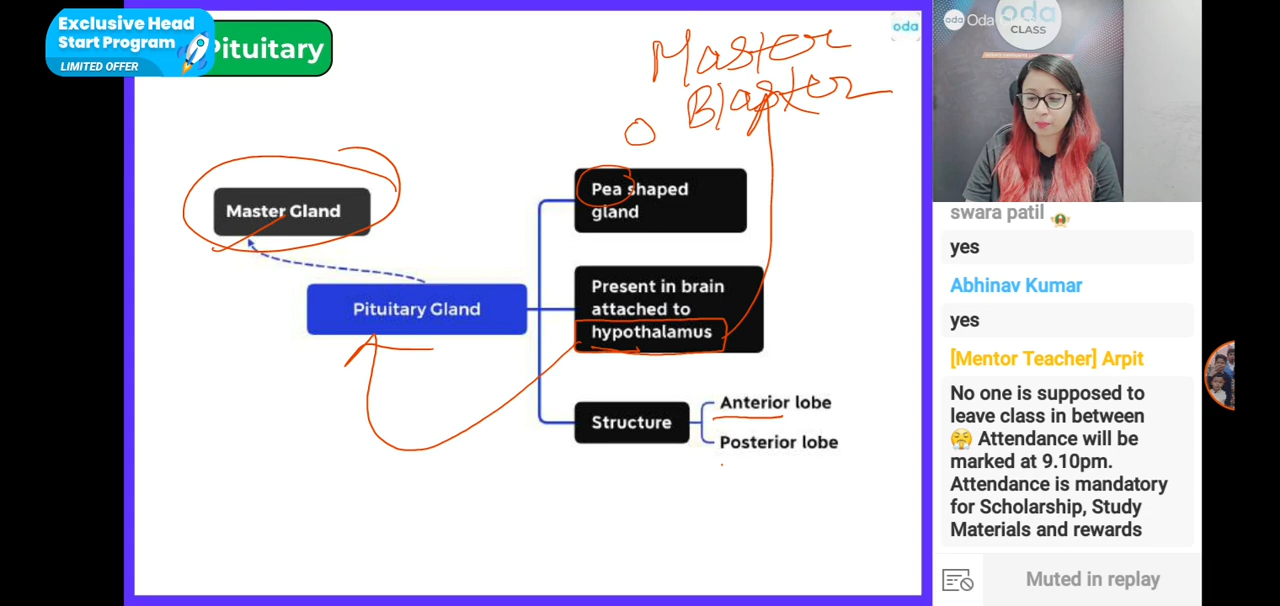 Exclusive Head
Start Program
LIMITED OFFER
Pituitary
oda
Master
Blaster
Master Gland
Pea shaped
gland
Pituitary Gland
Present in brain
attached to
hypothalamus
Structure
Anterior lobe
Posterior lobe
oda
Oda
oda
CLASS
swara patil
yes
Abhinav Kumar
yes
[Mentor Teacher] Arpit
No one is supposed to
leave class in between
😤 Attendance will be
marked at 9.10pm.
Attendance is mandatory
for Scholarship, Study
Materials and rewards
Muted in replay